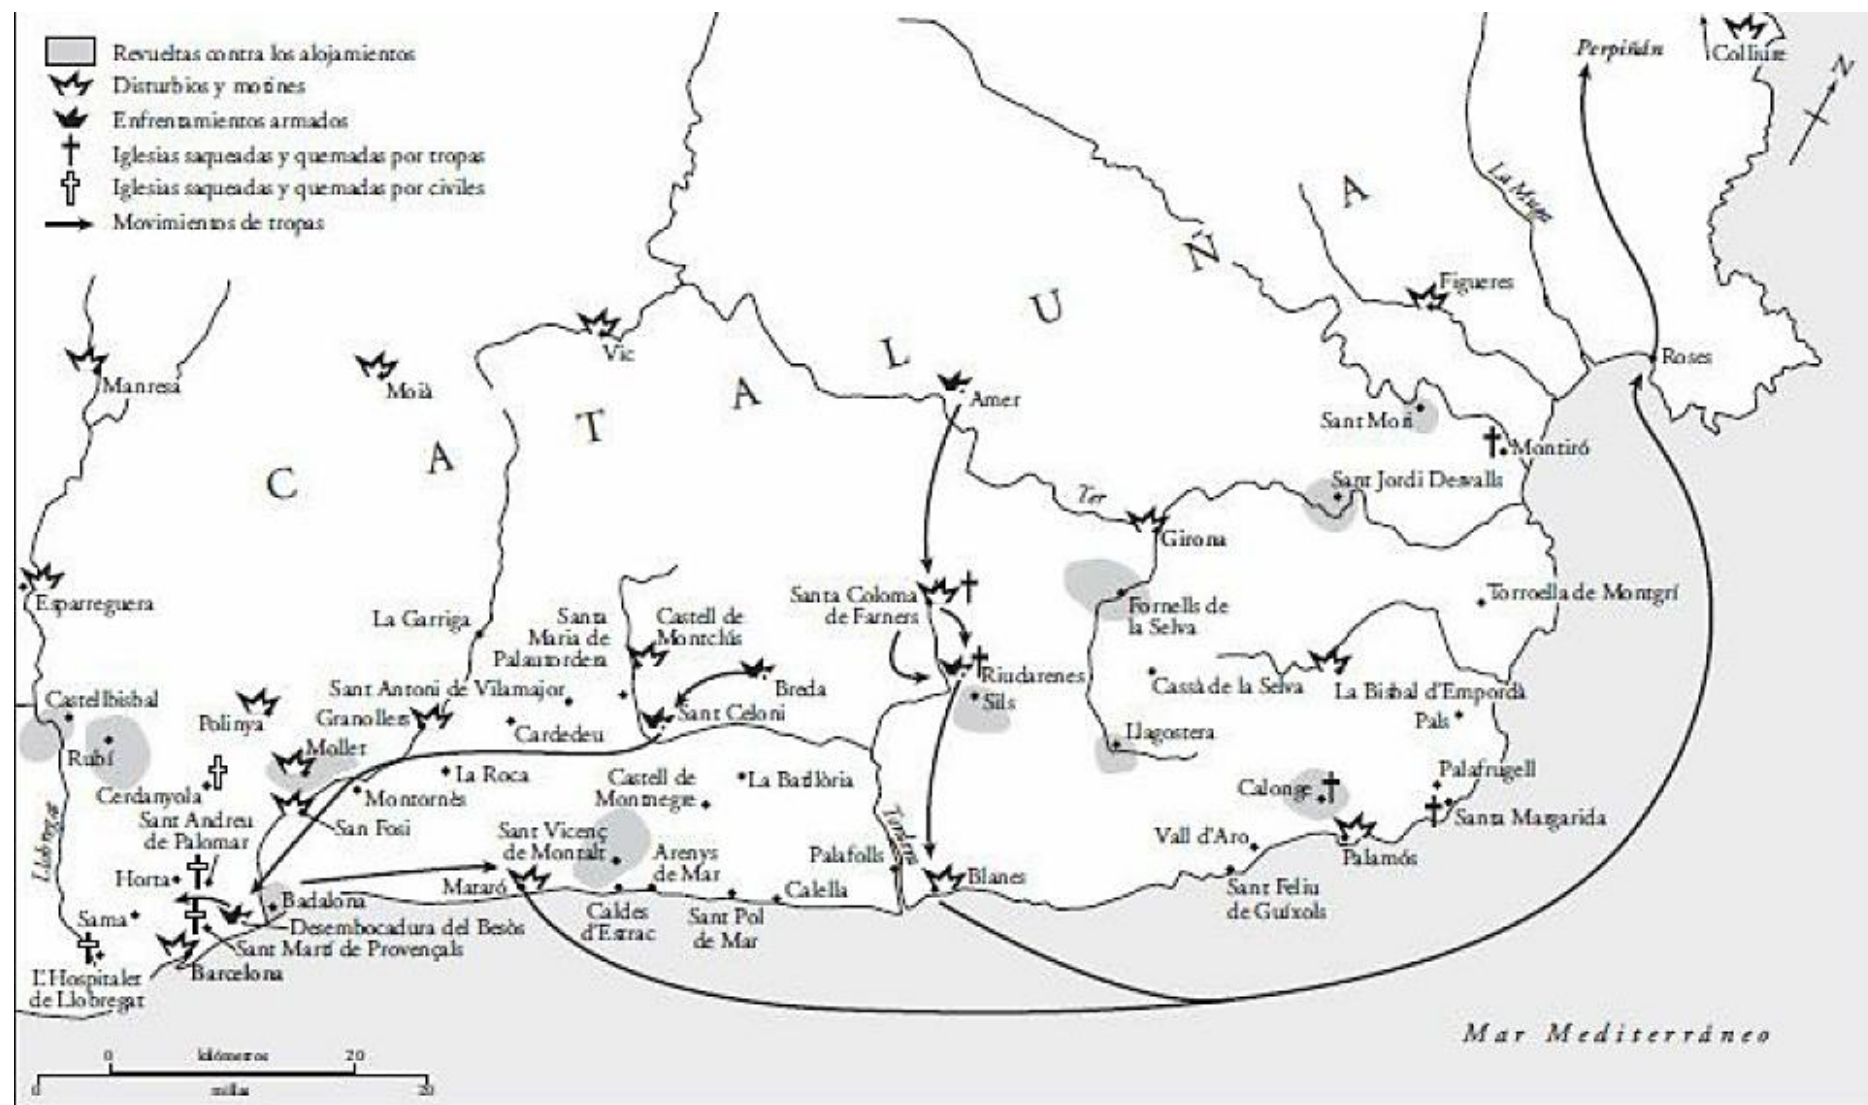 Revueltas contra los alojamientos
Disturbios y motines
Enfrentamientos armados
Iglesias saqueadas y quemadas por tropas
Iglesias saqueadas y quemadas por civiles
Movimientos de tropas
Perpiñán
Colliure
N
La Muga
C A T A L U Ñ A
Figueres
Roses
Vic
Manresa
Moià
Amer
Sant Mori
Montiró
Sant Jordi Desvalls
Ter
Girona
Esparreguera
La Garriga
Santa
Maria de
Palautordera
Castell de
Montclús
Santa Coloma
de Farners
Fornells de
la Selva
Torroella de Montgrí
Castellbisbal
Sant Antoni de Vilamajor
Breda
Riudarenes
Sils
Cassà de la Selva
La Bisbal d'Empordà
Pals
Polinya
Granollers
Cardedeu
Sant Celoni
Llagostera
Rubí
Mollet
La Roca
Castell de
Montnegre
La Batllòria
Calonge
Palafrugell
Cerdanyola
Montornès
Santa Margarida
Sant Andreu
de Palomar
San Fosi
Sant Vicenç
de Montalt
Arenys
de Mar
Tordera
Palafolls
Vall d'Aro
Palamós
Llobregat
Horta
Mataró
Calella
Blanes
Sant Feliu
de Guíxols
Badalona
Sama
Desembocadura del Besòs
Caldes
d'Estrac
Sant Pol
de Mar
Sant Martí de Provençals
L'Hospitalet
de Llobregat
Barcelona
Mar Mediterráneo
0 kilómetros 20
0 millas 20